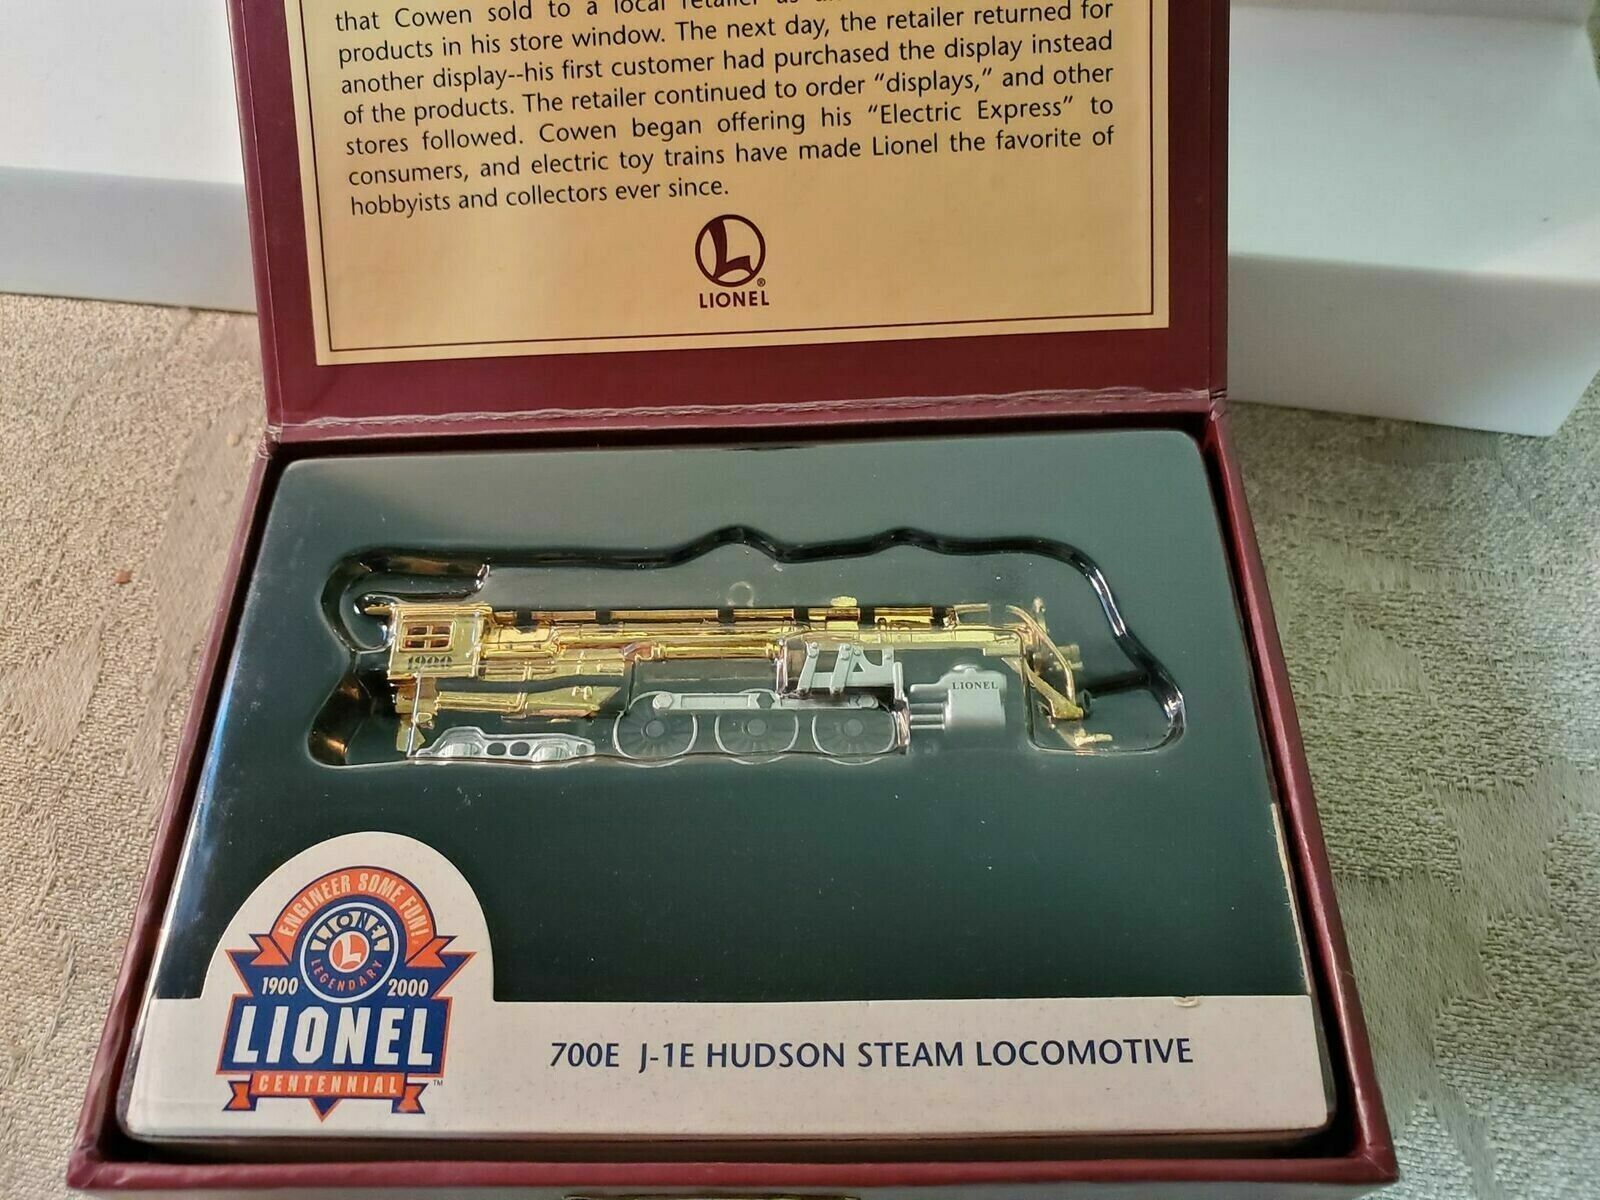 that Cowen sold to a local retailer as
products in his store window. The next day, the retailer returned for
another display--his first customer had purchased the display instead
of the products. The retailer continued to order “displays,” and other
stores followed. Cowen began offering his “Electric Express” to
consumers, and electric toy trains have made Lionel the favorite of
hobbyists and collectors ever since.
L
®
LIONEL
1900
LIONEL
ENGINEER SOME FUN!
LIONEL
L
LEGENDARY
1900 2000
LIONEL
CENTENNIAL
™
700E J-1E HUDSON STEAM LOCOMOTIVE